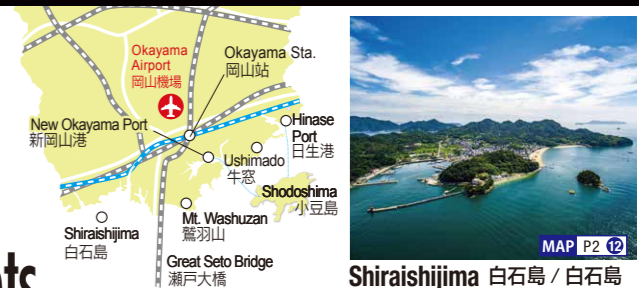 Okayama
Airport
岡山機場
Okayama Sta.
岡山站
New Okayama Port
新岡山港
Hinase
Port
日生港
Ushimado
牛窓
Shodoshima
小豆島
Mt. Washuzan
鷲羽山
Shiraishijima
白石島
Great Seto Bridge
瀬戸大橋
MAP P2 12
Shiraishijima 白石島 / 白石島